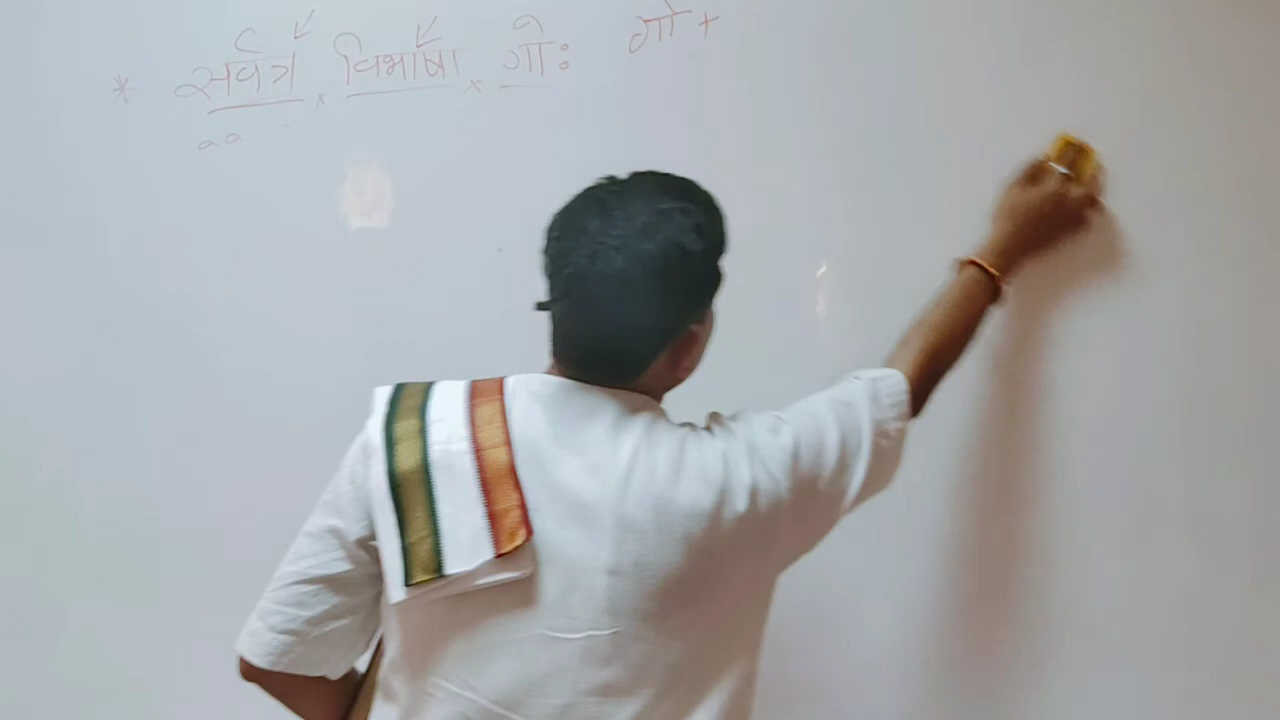 * सर्वत्र विभाषा गोः गो +